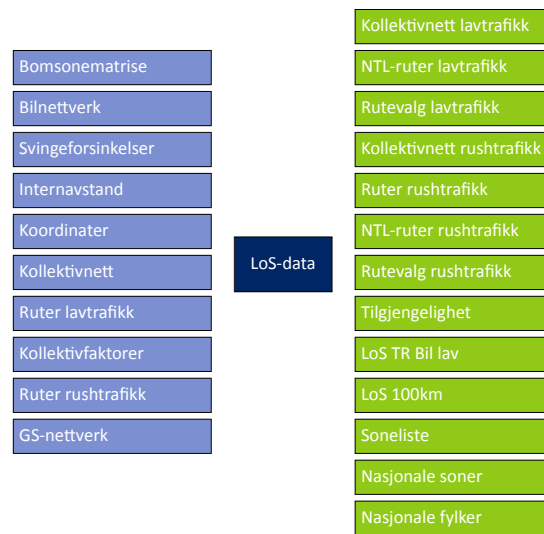 Bomsonematrise
Bilnettverk
Svingeforsinkelser
Internavstand
Koordinater
Kollektivnett
Ruter lavtrafikk
Kollektivfaktorer
Ruter rushtrafikk
GS-nettverk
LoS-data
Kollektivnett lavtrafikk
NTL-ruter lavtrafikk
Rutevalg lavtrafikk
Kollektivnett rushtrafikk
Ruter rushtrafikk
NTL-ruter rushtrafikk
Rutevalg rushtrafikk
Tilgjengelighet
LoS TR Bil lav
LoS 100km
Soneliste
Nasjonale soner
Nasjonale fylker